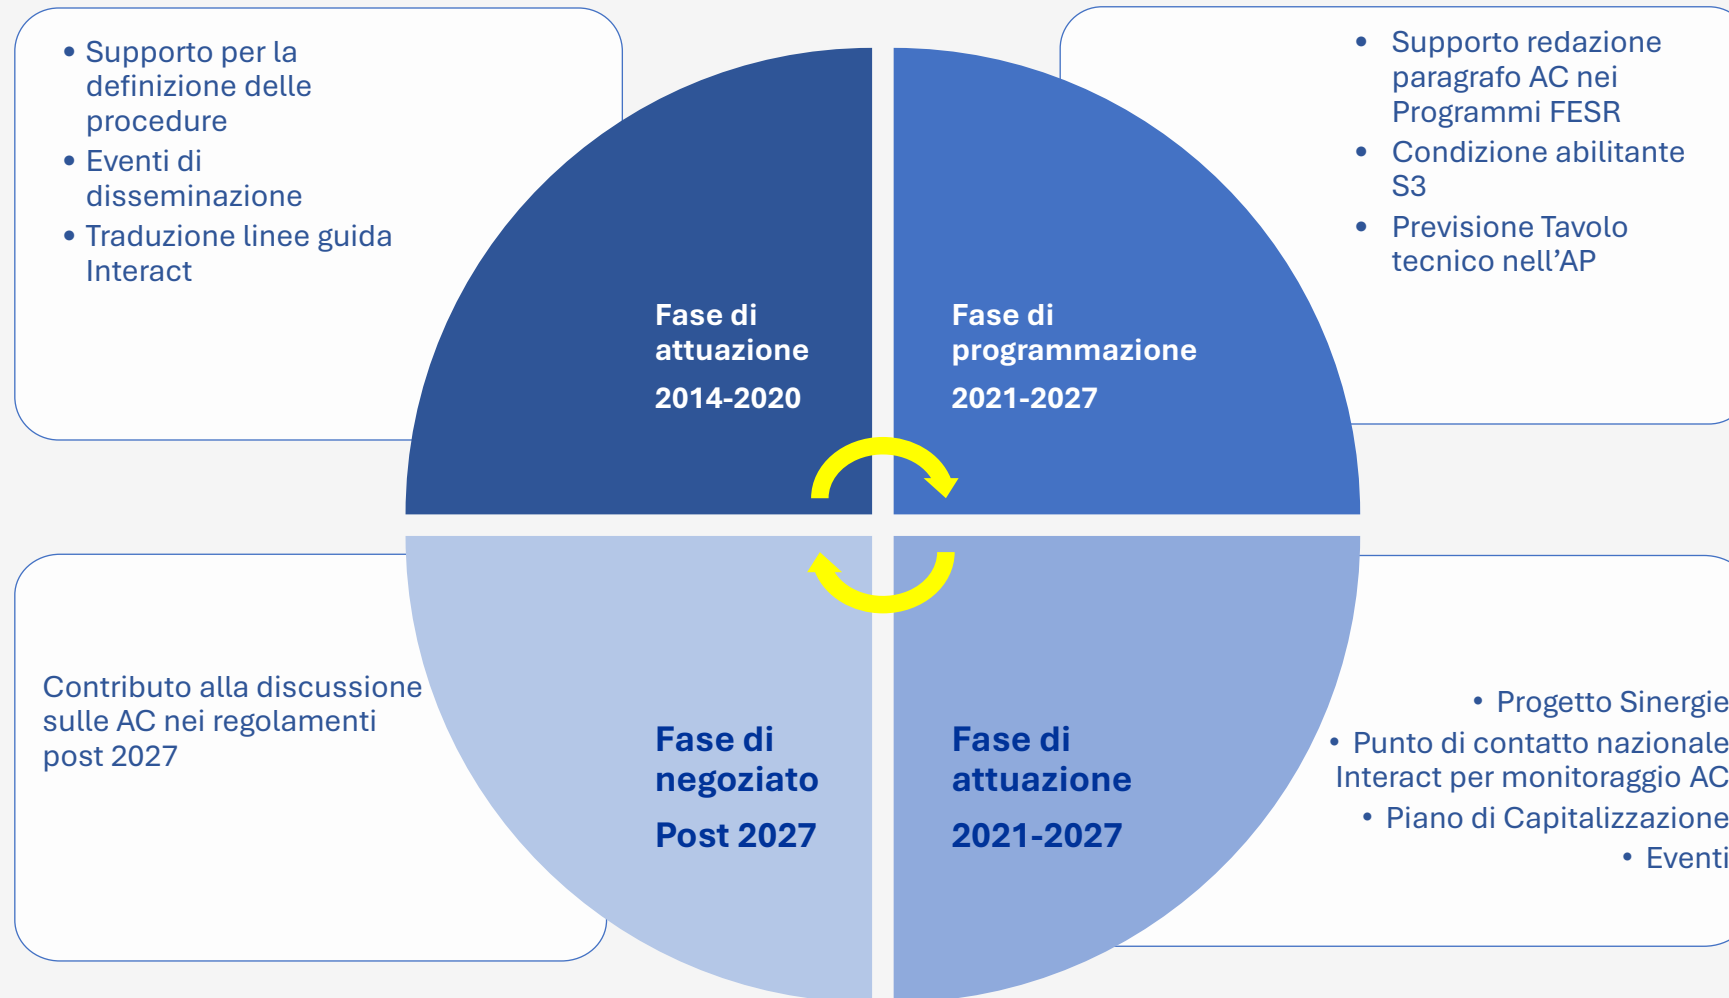 • Supporto per la
definizione delle
procedure
• Eventi di
disseminazione
• Traduzione linee guida
Interact
• Supporto redazione
paragrafo AC nei
Programmi FESR
• Condizione abilitante
S3
• Previsione Tavolo
tecnico nell’AP
Fase di
attuazione
2014-2020
Fase di
programmazione
2021-2027
Contributo alla discussione
sulle AC nei regolamenti
post 2027
Fase di
negoziato
Post 2027
Fase di
attuazione
2021-2027
• Progetto Sinergie
• Punto di contatto nazionale
Interact per monitoraggio AC
• Piano di Capitalizzazione
• Eventi